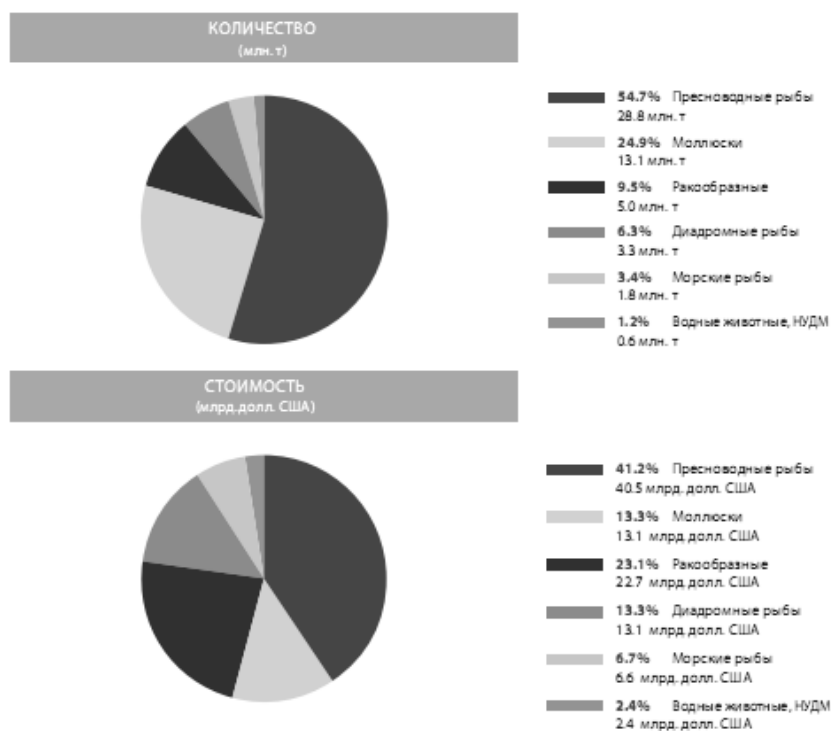 КОЛИЧЕСТВО
(млн. т)
54.7% Пресноводные рыбы
28.8 млн. т
24.9% Моллюски
13.1 млн. т
9.5% Ракообразные
5.0 млн. т
6.3% Диадромные рыбы
3.3 млн. т
3.4% Морские рыбы
1.8 млн. т
1.2% Водные животные, НУДМ
0.6 млн. т
СТОИМОСТЬ
(млрд. долл. США)
41.2% Пресноводные рыбы
40.5 млрд. долл. США
13.3% Моллюски
13.1 млрд. долл. США
23.1% Ракообразные
22.7 млрд. долл. США
13.3% Диадромные рыбы
13.1 млрд. долл. США
6.7% Морские рыбы
6.6 млрд. долл. США
2.4% Водные животные, НУДМ
2.4 млрд. долл. США